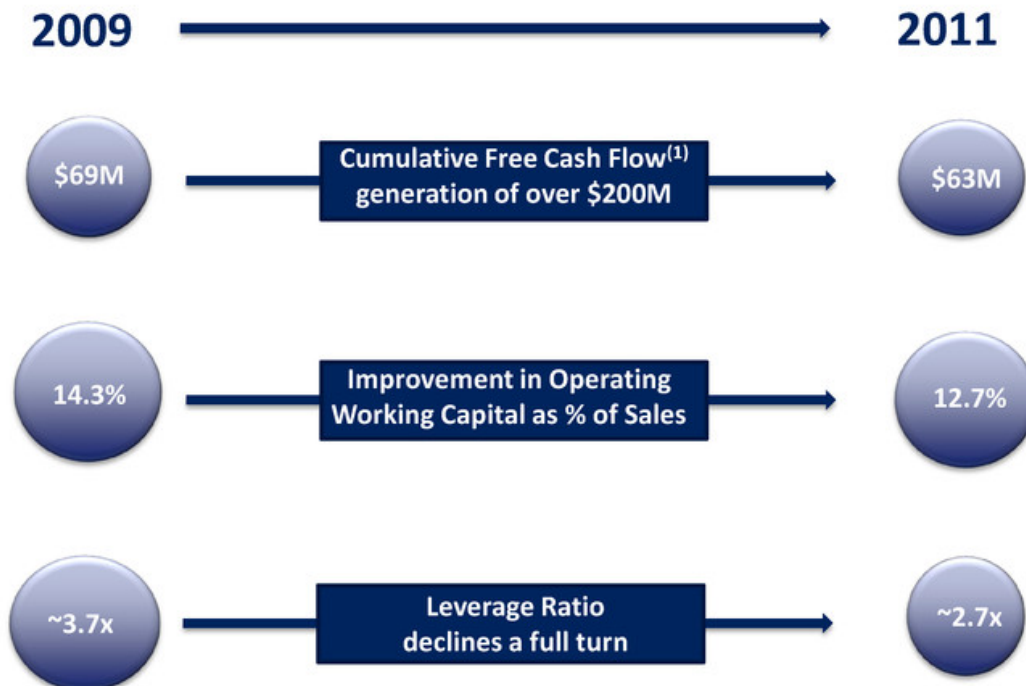 2009
2011
$69M
Cumulative Free Cash Flow(1)
generation of over $200M
$63M
14.3%
Improvement in Operating
Working Capital as % of Sales
12.7%
~3.7x
Leverage Ratio
declines a full turn
~2.7x